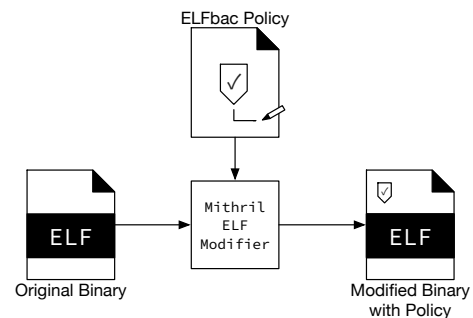 ELFbac Policy
ELF
Original Binary
Mithril
ELF
Modifier
ELF
Modified Binary
with Policy